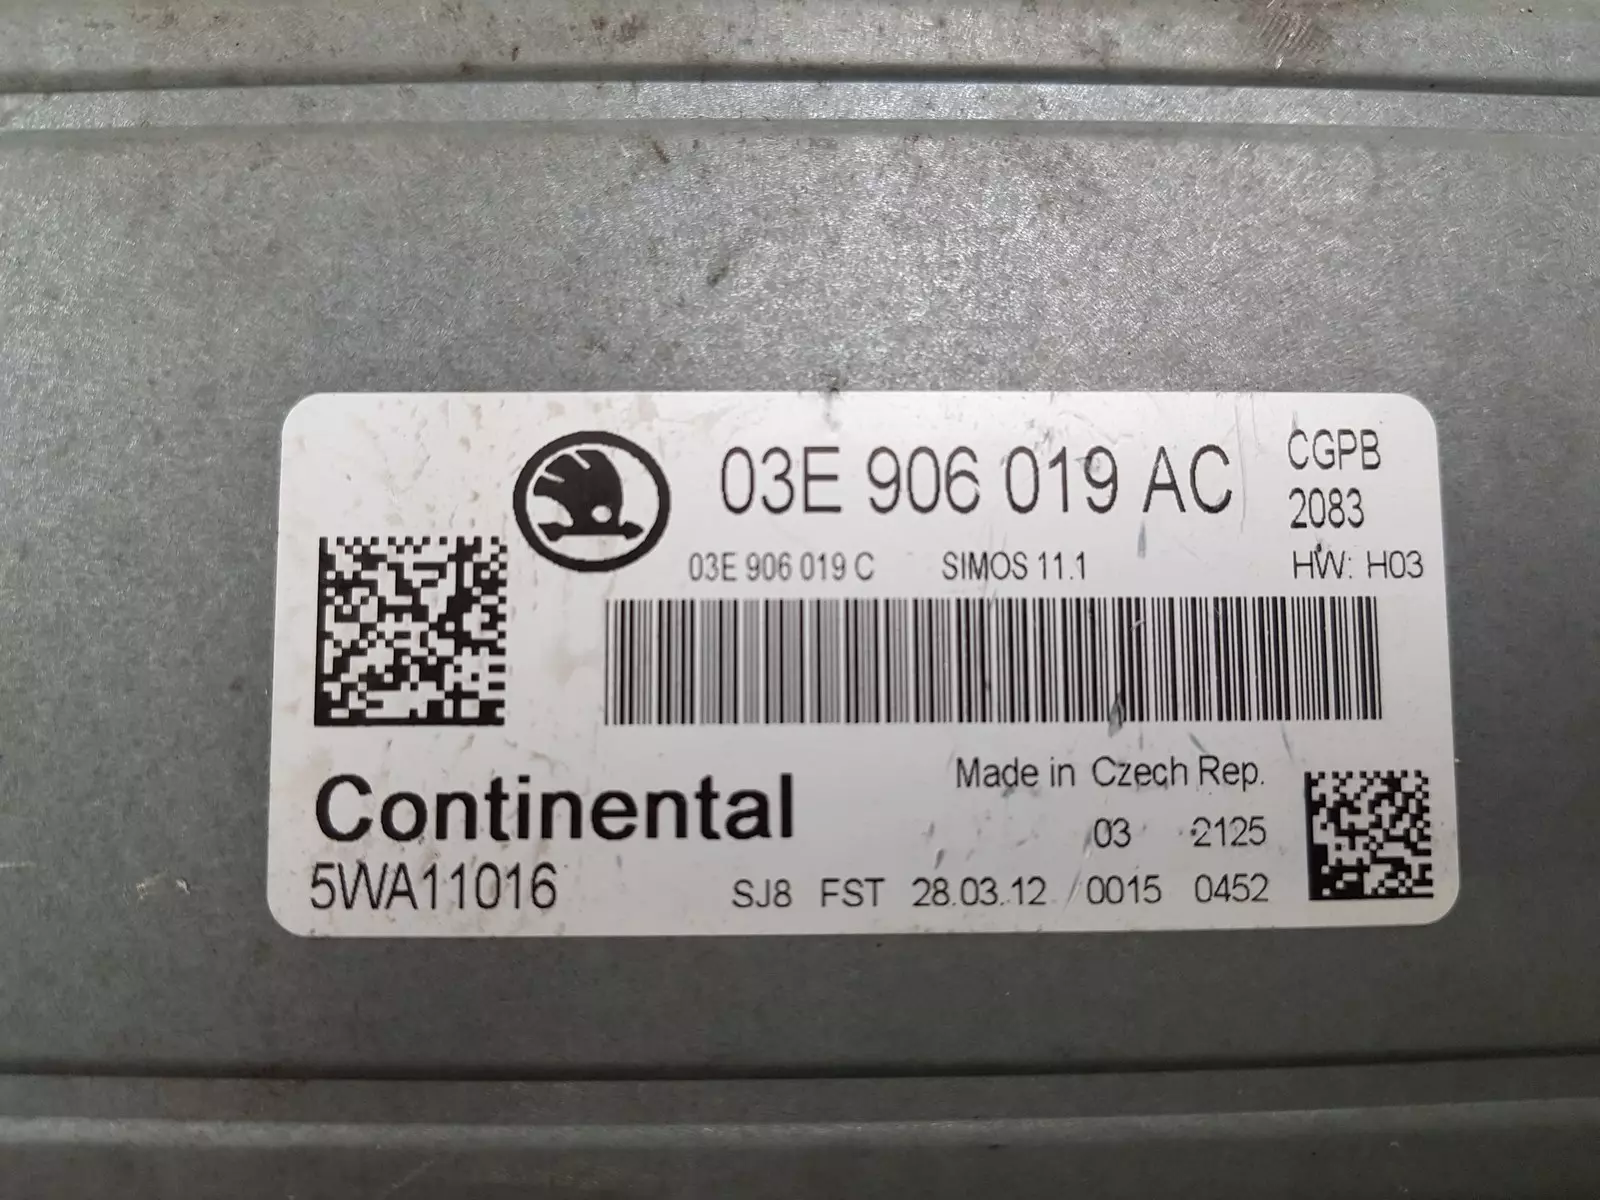 03E 906 019 AC
CGPB
2083
03E 906 019 C SIMOS 11.1 HW: H03
Made in Czech Rep.
Continental
03 2125
5WA11016
SJ8 FST 28.03.12 0015 0452